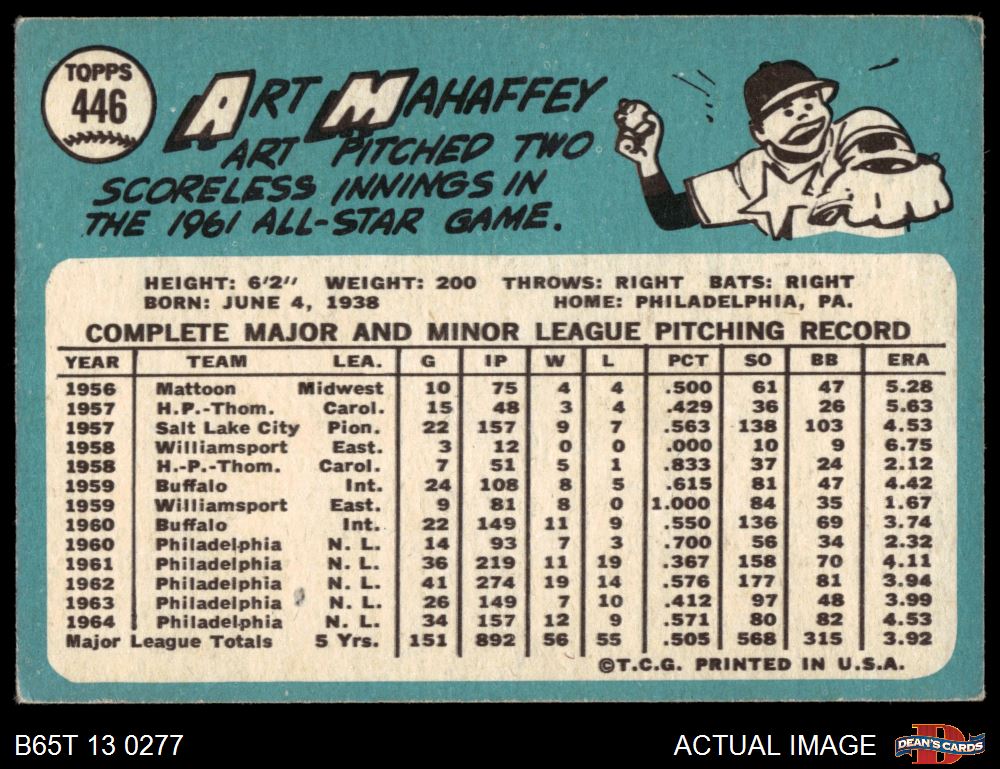 TOPPS
446
ART MAHAFFEY
ART PITCHED TWO
SCORELESS INNINGS IN
THE 1961 ALL-STAR GAME.
HEIGHT: 6'2" WEIGHT: 200 THROWS: RIGHT BATS: RIGHT
BORN: JUNE 4, 1938 HOME: PHILADELPHIA, PA.
COMPLETE MAJOR AND MINOR LEAGUE PITCHING RECORD
YEAR TEAM LEA. G IP W L PCT SO BB ERA
1956 Mattoon Midwest 10 75 4 4 .500 61 47 5.28
1957 H.P.-Thom. Carol. 15 48 3 4 .429 36 26 5.63
1957 Salt Lake City Pion. 22 157 9 7 .563 138 103 4.53
1958 Williamsport East. 3 12 0 0 .000 10 9 6.75
1958 H.-P.-Thom. Carol. 7 51 5 1 .833 37 24 2.12
1959 Buffalo Int. 24 108 8 5 .615 81 47 4.42
1959 Williamsport East. 9 81 8 0 1.000 84 35 1.67
1960 Buffalo Int. 22 149 11 9 .550 136 69 3.74
1960 Philadelphia N. L. 14 93 7 3 .700 56 34 2.32
1961 Philadelphia N. L. 36 219 11 19 .367 158 70 4.11
1962 Philadelphia N. L. 41 274 19 14 .576 177 81 3.94
1963 Philadelphia N. L. 26 149 7 10 .412 97 48 3.99
1964 Philadelphia N. L. 34 157 12 9 .571 80 82 4.53
Major League Totals 5 Yrs. 151 892 56 55 .505 568 315 3.92
©T.C.G. PRINTED IN U.S.A.
B65T 13 0277 ACTUAL IMAGE
D
DEAN'S CARDS